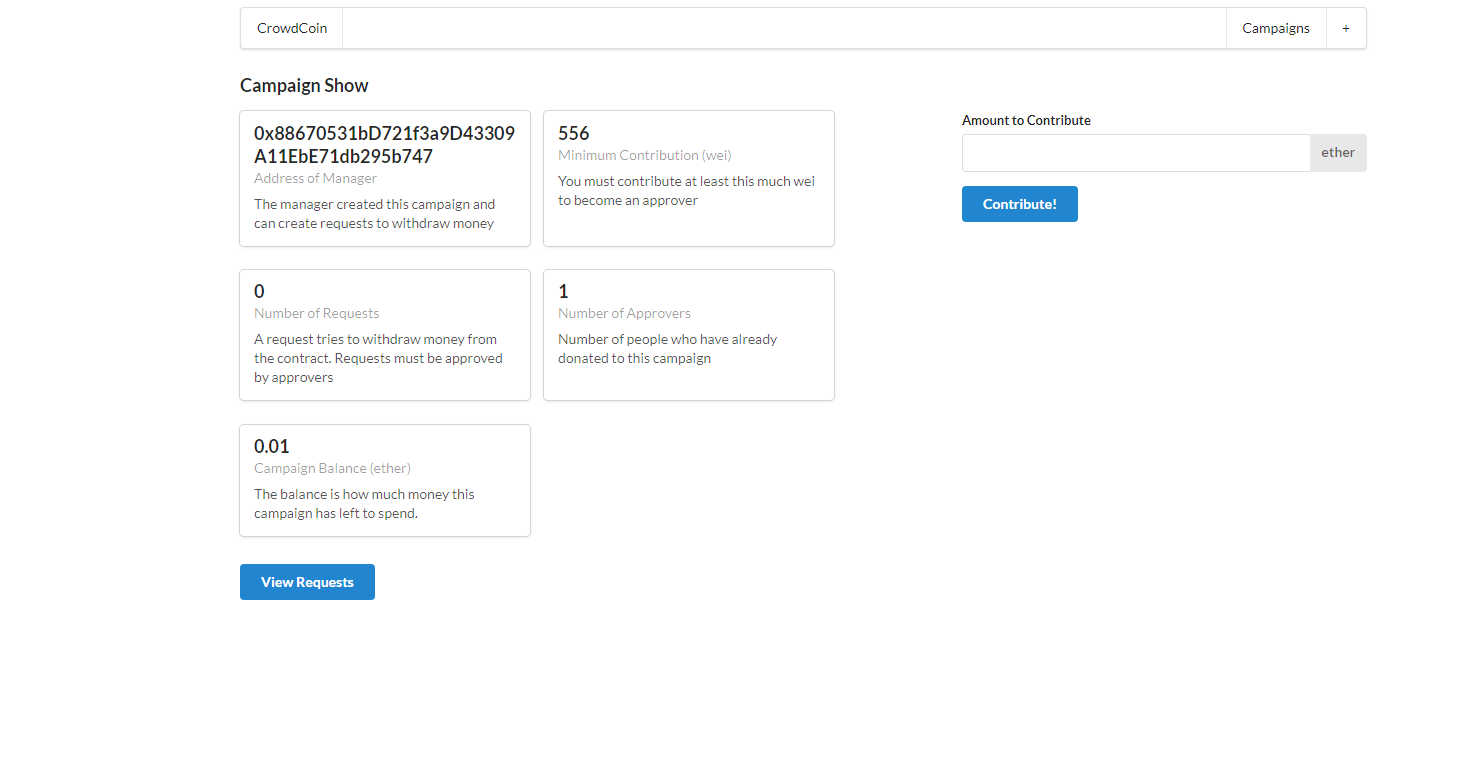 CrowdCoin
Campaigns
+
Campaign Show
0x88670531bD721f3a9D43309
A11EbE71db295b747
Address of Manager
The manager created this campaign and
can create requests to withdraw money
556
Minimum Contribution (wei)
You must contribute at least this much wei
to become an approver
0
Number of Requests
A request tries to withdraw money from
the contract. Requests must be approved
by approvers
1
Number of Approvers
Number of people who have already
donated to this campaign
0.01
Campaign Balance (ether)
The balance is how much money this
campaign has left to spend.
View Requests
Amount to Contribute
ether
Contribute!